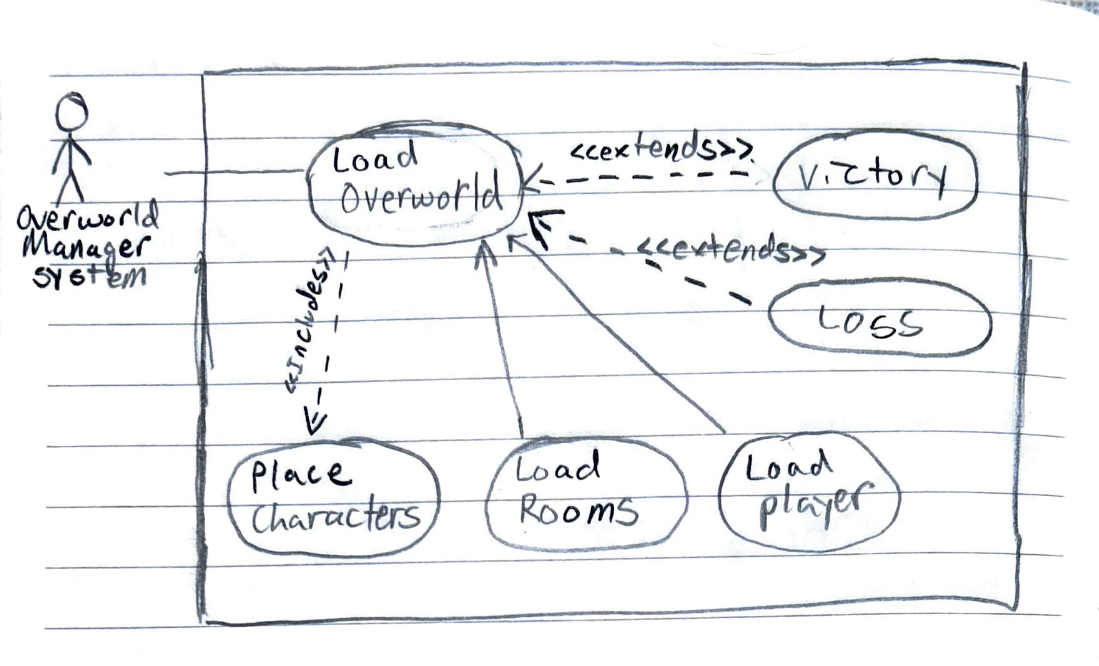 <<extends>>
Load
Overworld
Victory
Overworld
Manager
system
<<extends>>
<<Includes>>
Loss
Place
Characters
Load
Rooms
Load
player